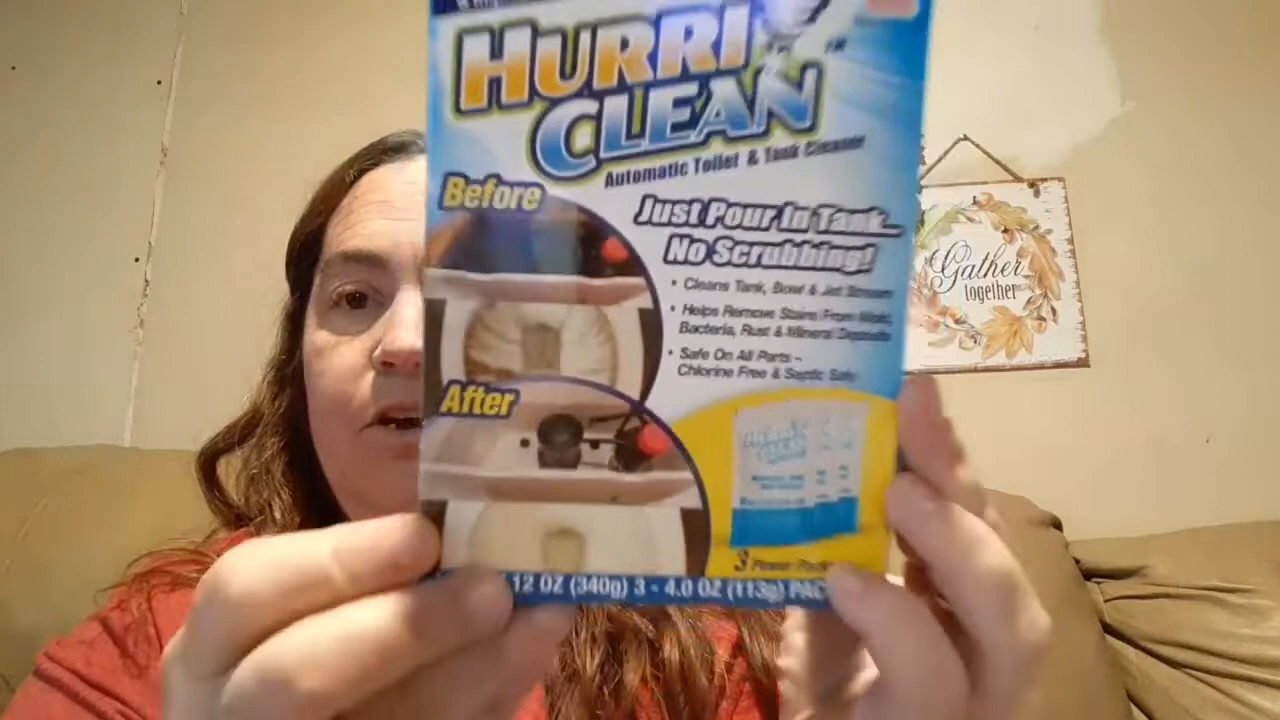 HURRI
CLEAN
Automatic Toilet & Tank Cleaner
Before
Just Pour In Tank...
No Scrubbing!
• Cleans Tank, Bowl & Jet Stream
• Helps Remove Stains From Mold,
Bacteria, Rust & Mineral Deposits
• Safe On All Parts –
Chlorine Free & Septic Safe
After
3 Power
12 OZ (340g) 3 - 4.0 OZ (113g)
Gather
together